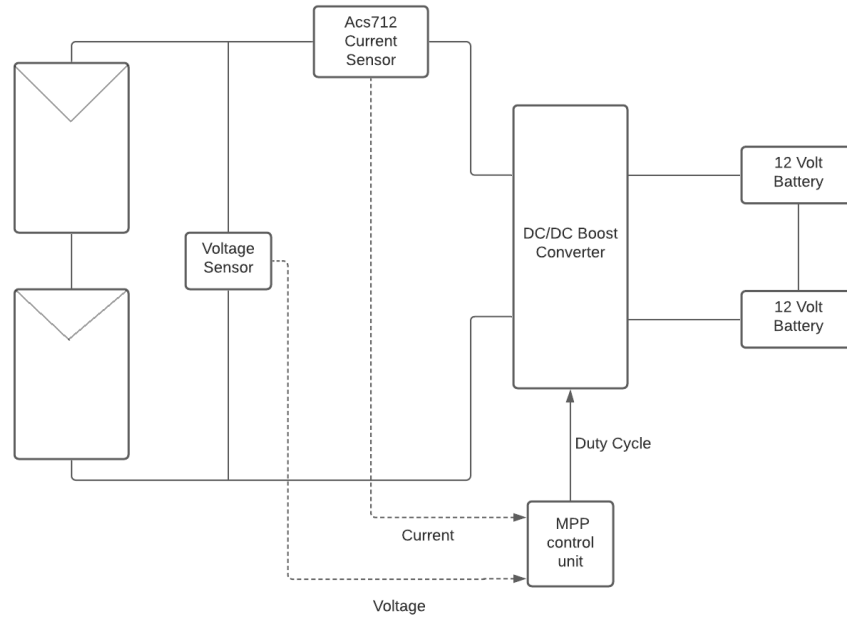 Acs712
Current
Sensor
Voltage
Sensor
DC/DC Boost
Converter
12 Volt
Battery
12 Volt
Battery
Duty Cycle
MPP
control
unit
Current
Voltage